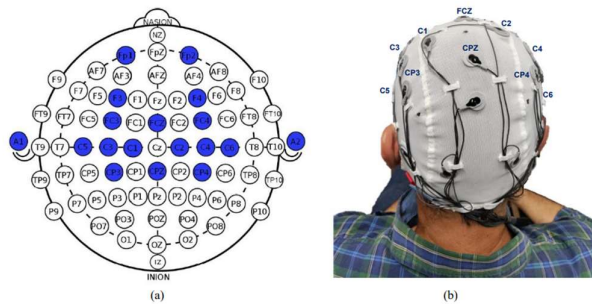 NASION
NZ
Fp1 FpZ Fp2
AF7 AF3 AFZ AF4 AF8
F9 F7 F5 F3 F1 Fz F2 F4 F6 F8 F10
FT9 FT7 FC5 FC3 FC1 FCZ FC2 FC4 FC6 FT8 FT10
A1 T9 T7 C5 C3 C1 Cz C2 C4 C6 T8 T10 A2
TP9 TP7 CP5 CP3 CP1 CPZ CP2 CP4 CP6 TP8 TP10
P9 P7 P5 P3 P1 Pz P2 P4 P6 P8 P10
PO7 PO3 POZ PO4 PO8
O1 OZ O2
IZ
INION
(a)
FCZ
C1 C2
C3 CPZ C4
CP3 CP4
C5 C6
(b)